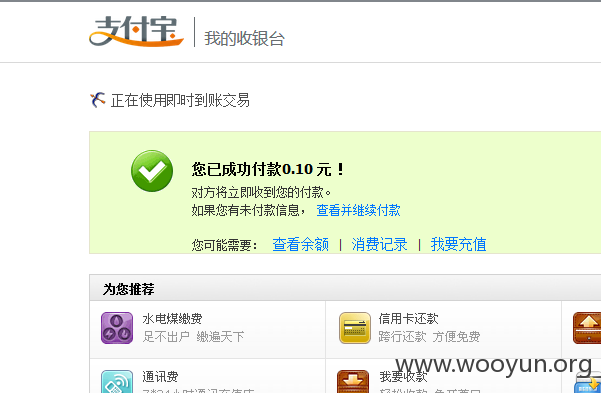 支付宝 我的收银台
正在使用即时到账交易
您已成功付款0.10 元！
对方将立即收到您的付款。
如果您有未付款信息， 查看并继续付款
您可能需要： 查看余额 | 消费记录 | 我要充值
为您推荐
水电煤缴费 信用卡还款
足不出户 缴遍天下 跨行还款 方便免费
www.wooyun.org
通讯费 我要收款